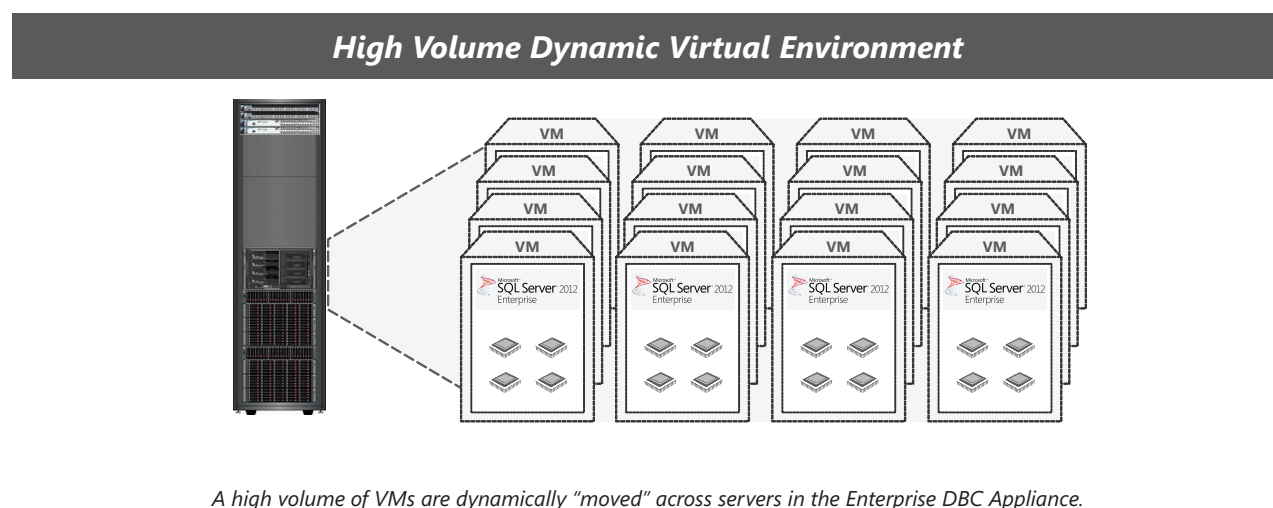 High Volume Dynamic Virtual Environment
VM VM VM VM
VM VM VM VM
VM VM VM VM
VM VM VM VM
Microsoft® Microsoft® Microsoft® Microsoft®
SQL Server® 2012 SQL Server® 2012 SQL Server® 2012 SQL Server® 2012
Enterprise Enterprise Enterprise Enterprise
A high volume of VMs are dynamically “moved” across servers in the Enterprise DBC Appliance.